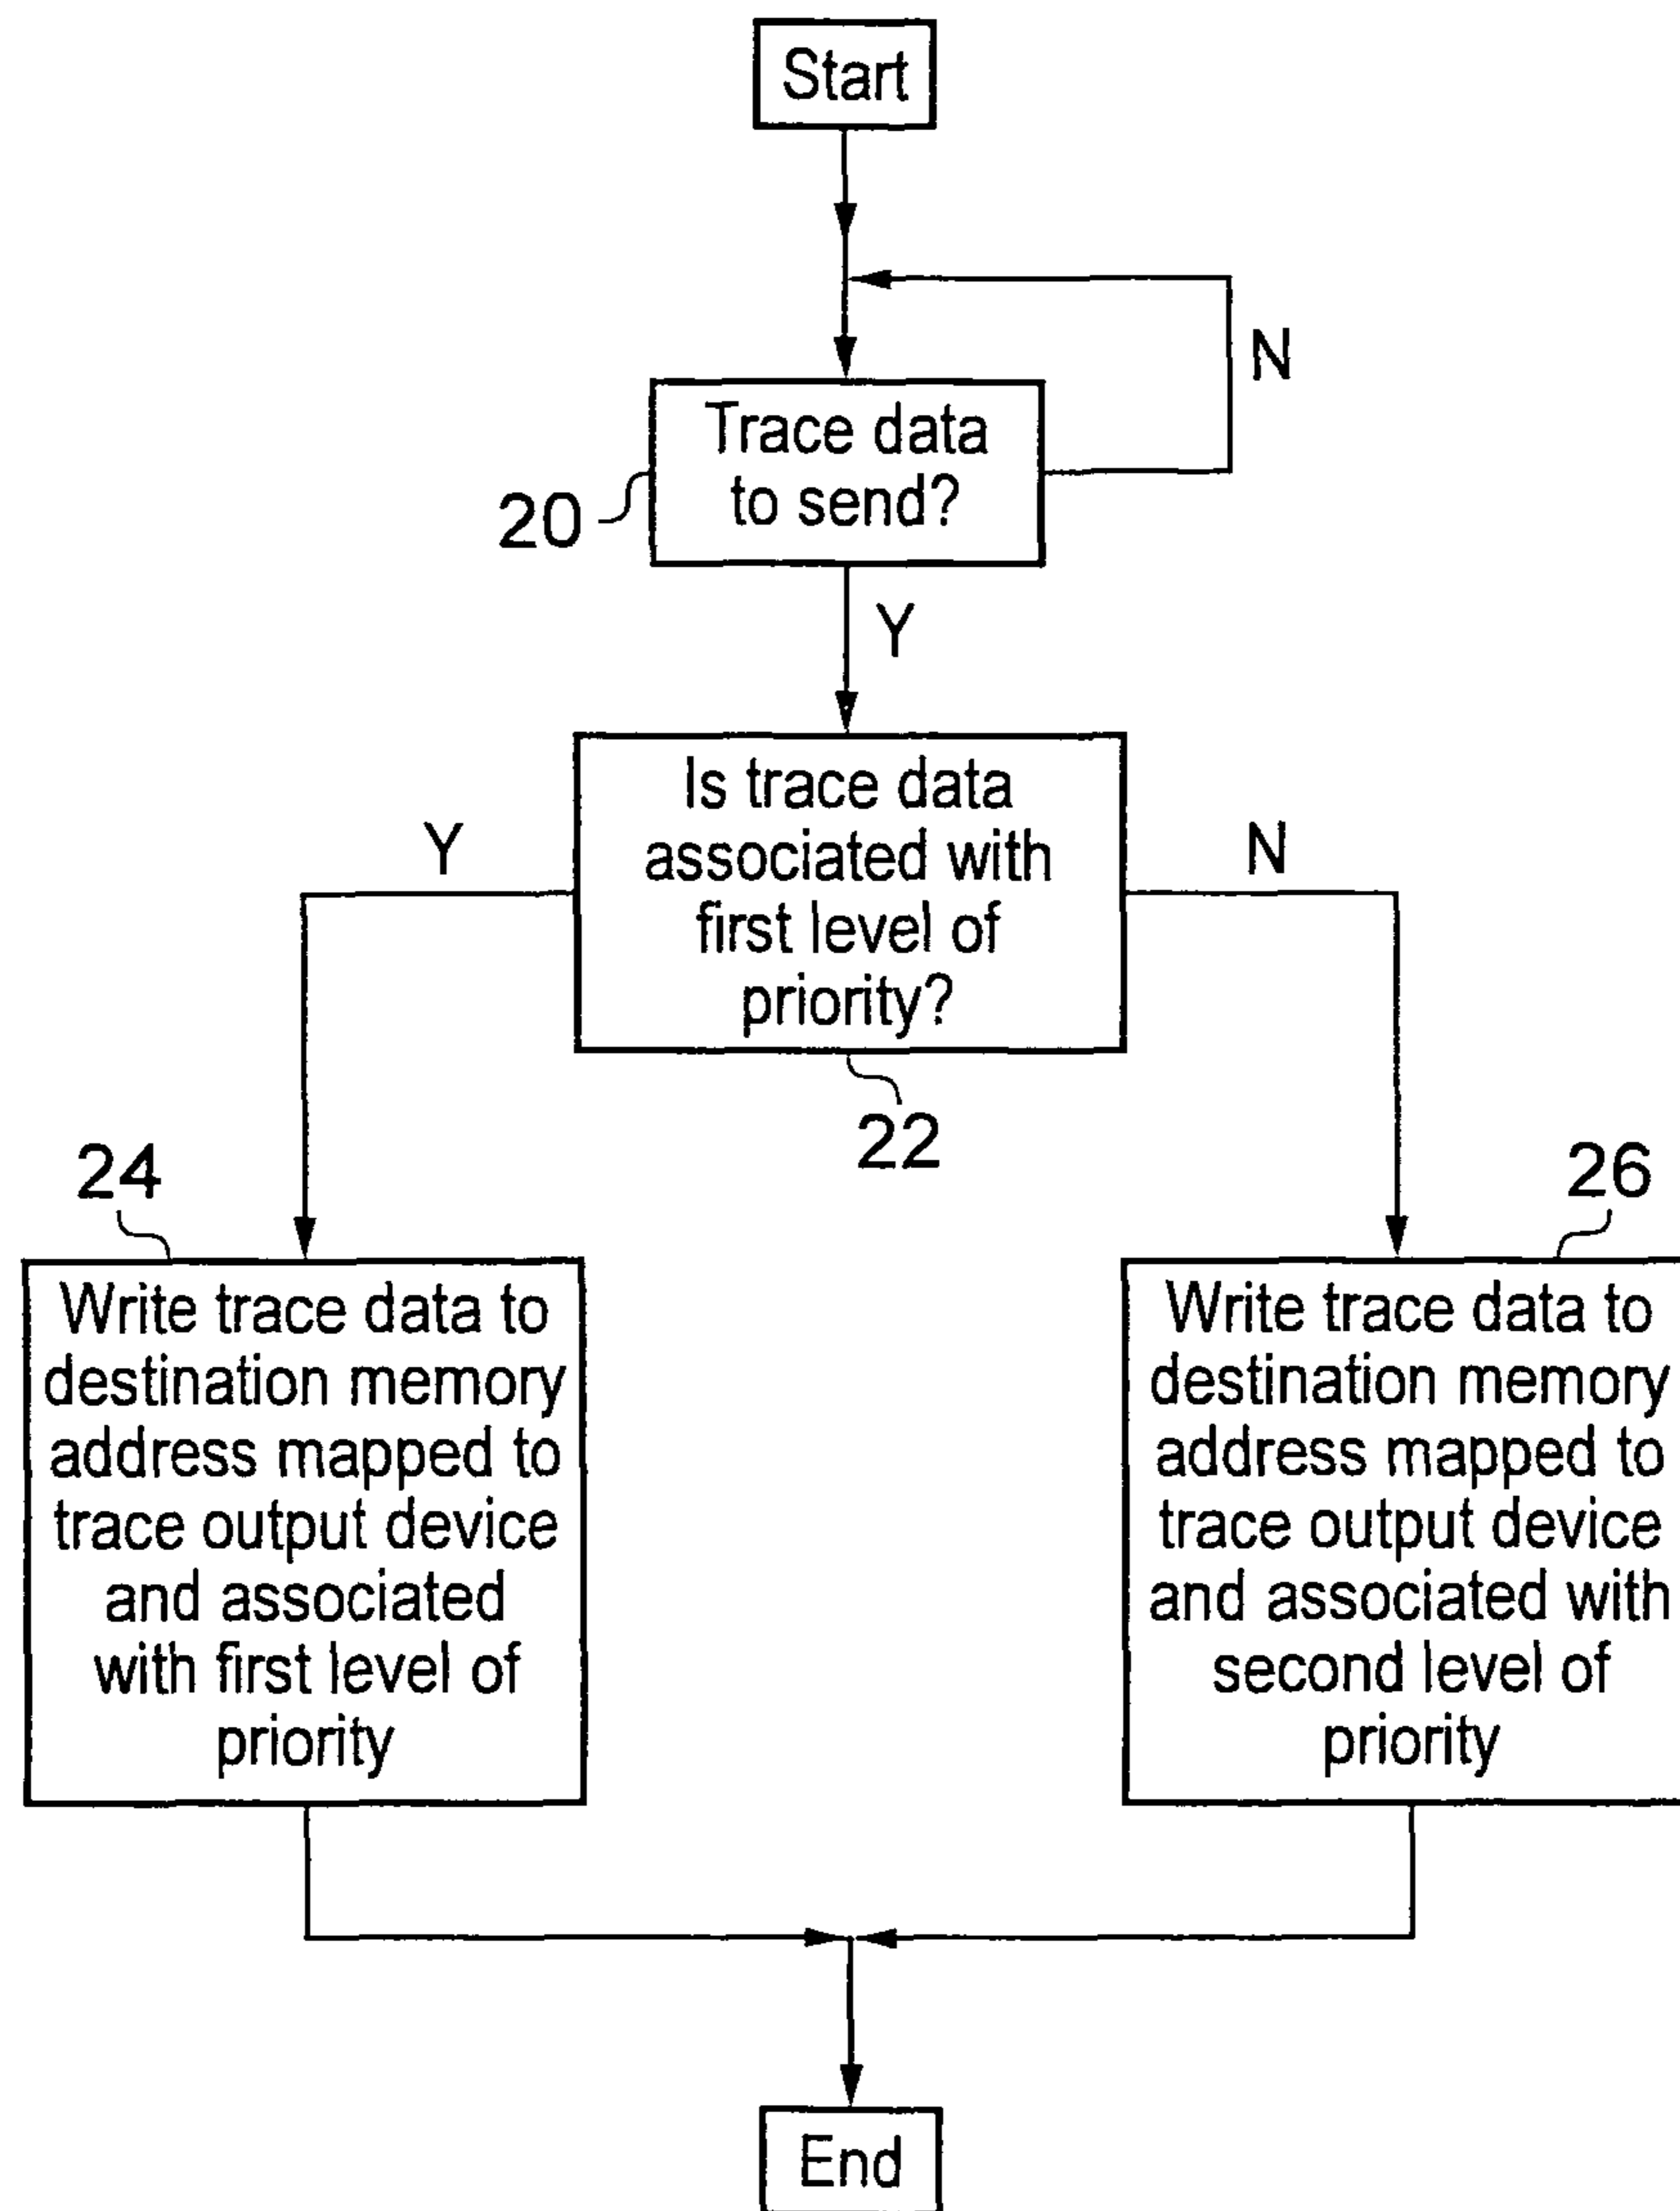 Start
N
Trace data
to send?
20
Y
Is trace data
associated with
first level of
priority?
Y
N
22
24
26
Write trace data to
destination memory
address mapped to
trace output device
and associated
with first level of
priority
Write trace data to
destination memory
address mapped to
trace output device
and associated with
second level of
priority
End